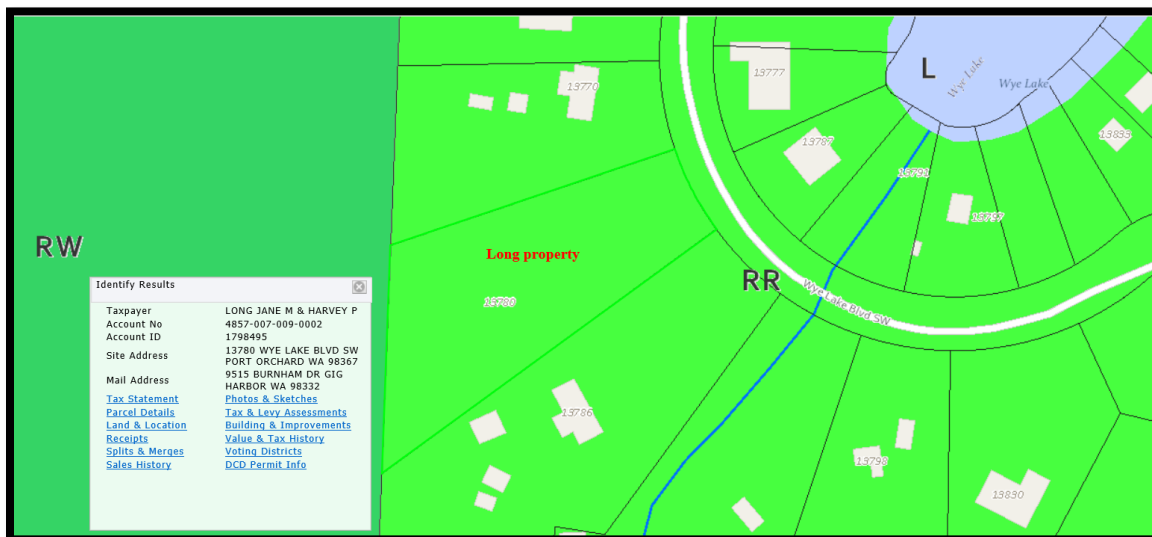 13777
13770
L
Wye Lake
Wye Lake
13835
13787
13791
13797
RW
Long property
RR
13780
Wye Lake Blvd SW
Identify Results
Taxpayer LONG JANE M & HARVEY P
Account No 4857-007-009-0002
Account ID 1798495
Site Address 13780 WYE LAKE BLVD SW
PORT ORCHARD WA 98367
Mail Address 9515 BURNHAM DR GIG
HARBOR WA 98332
Tax Statement Photos & Sketches
Parcel Details Tax & Levy Assessments
Land & Location Building & Improvements
Receipts Value & Tax History
Splits & Merges Voting Districts
Sales History DCD Permit Info
13786
13798
13830